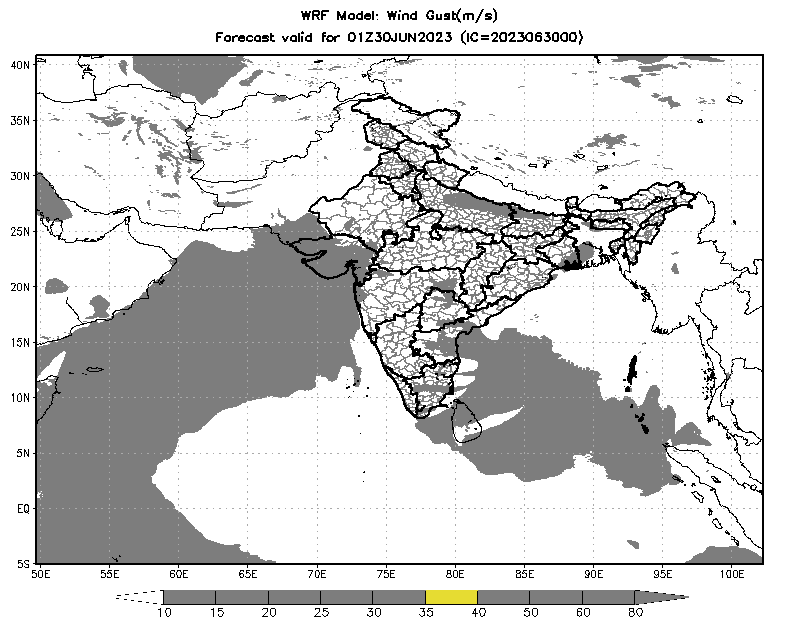 WRF Model: Wind Gust(m/s)
Forecast valid for 01Z30JUN2023 (IC=2023063000)
40N
35N
30N
25N
20N
15N
10N
5N
EQ
5S
50E 55E 60E 65E 70E 75E 80E 85E 90E 95E 100E
10 15 20 25 30 35 40 50 60 80